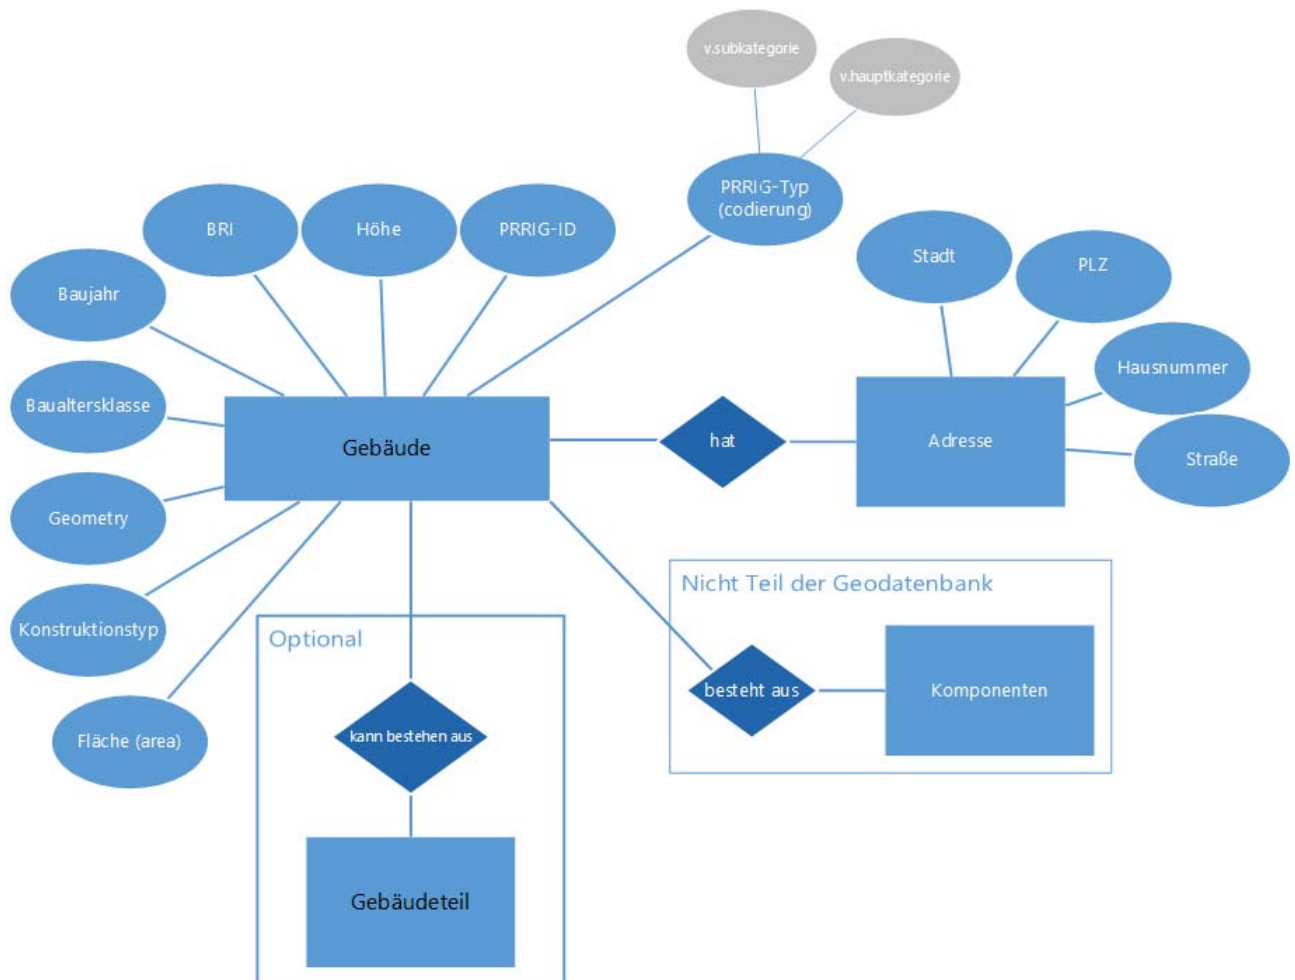 v.subkategorie
v.hauptkategorie
PRRIG-Typ
(codierung)
BRI
Höhe
PRRIG-ID
Stadt
PLZ
Baujahr
Hausnummer
Baualtersklasse
Gebäude
hat
Adresse
Straße
Geometry
Nicht Teil der Geodatenbank
Konstruktionstyp
Optional
besteht aus
Komponenten
Fläche (area)
kann bestehen aus
Gebäudeteil